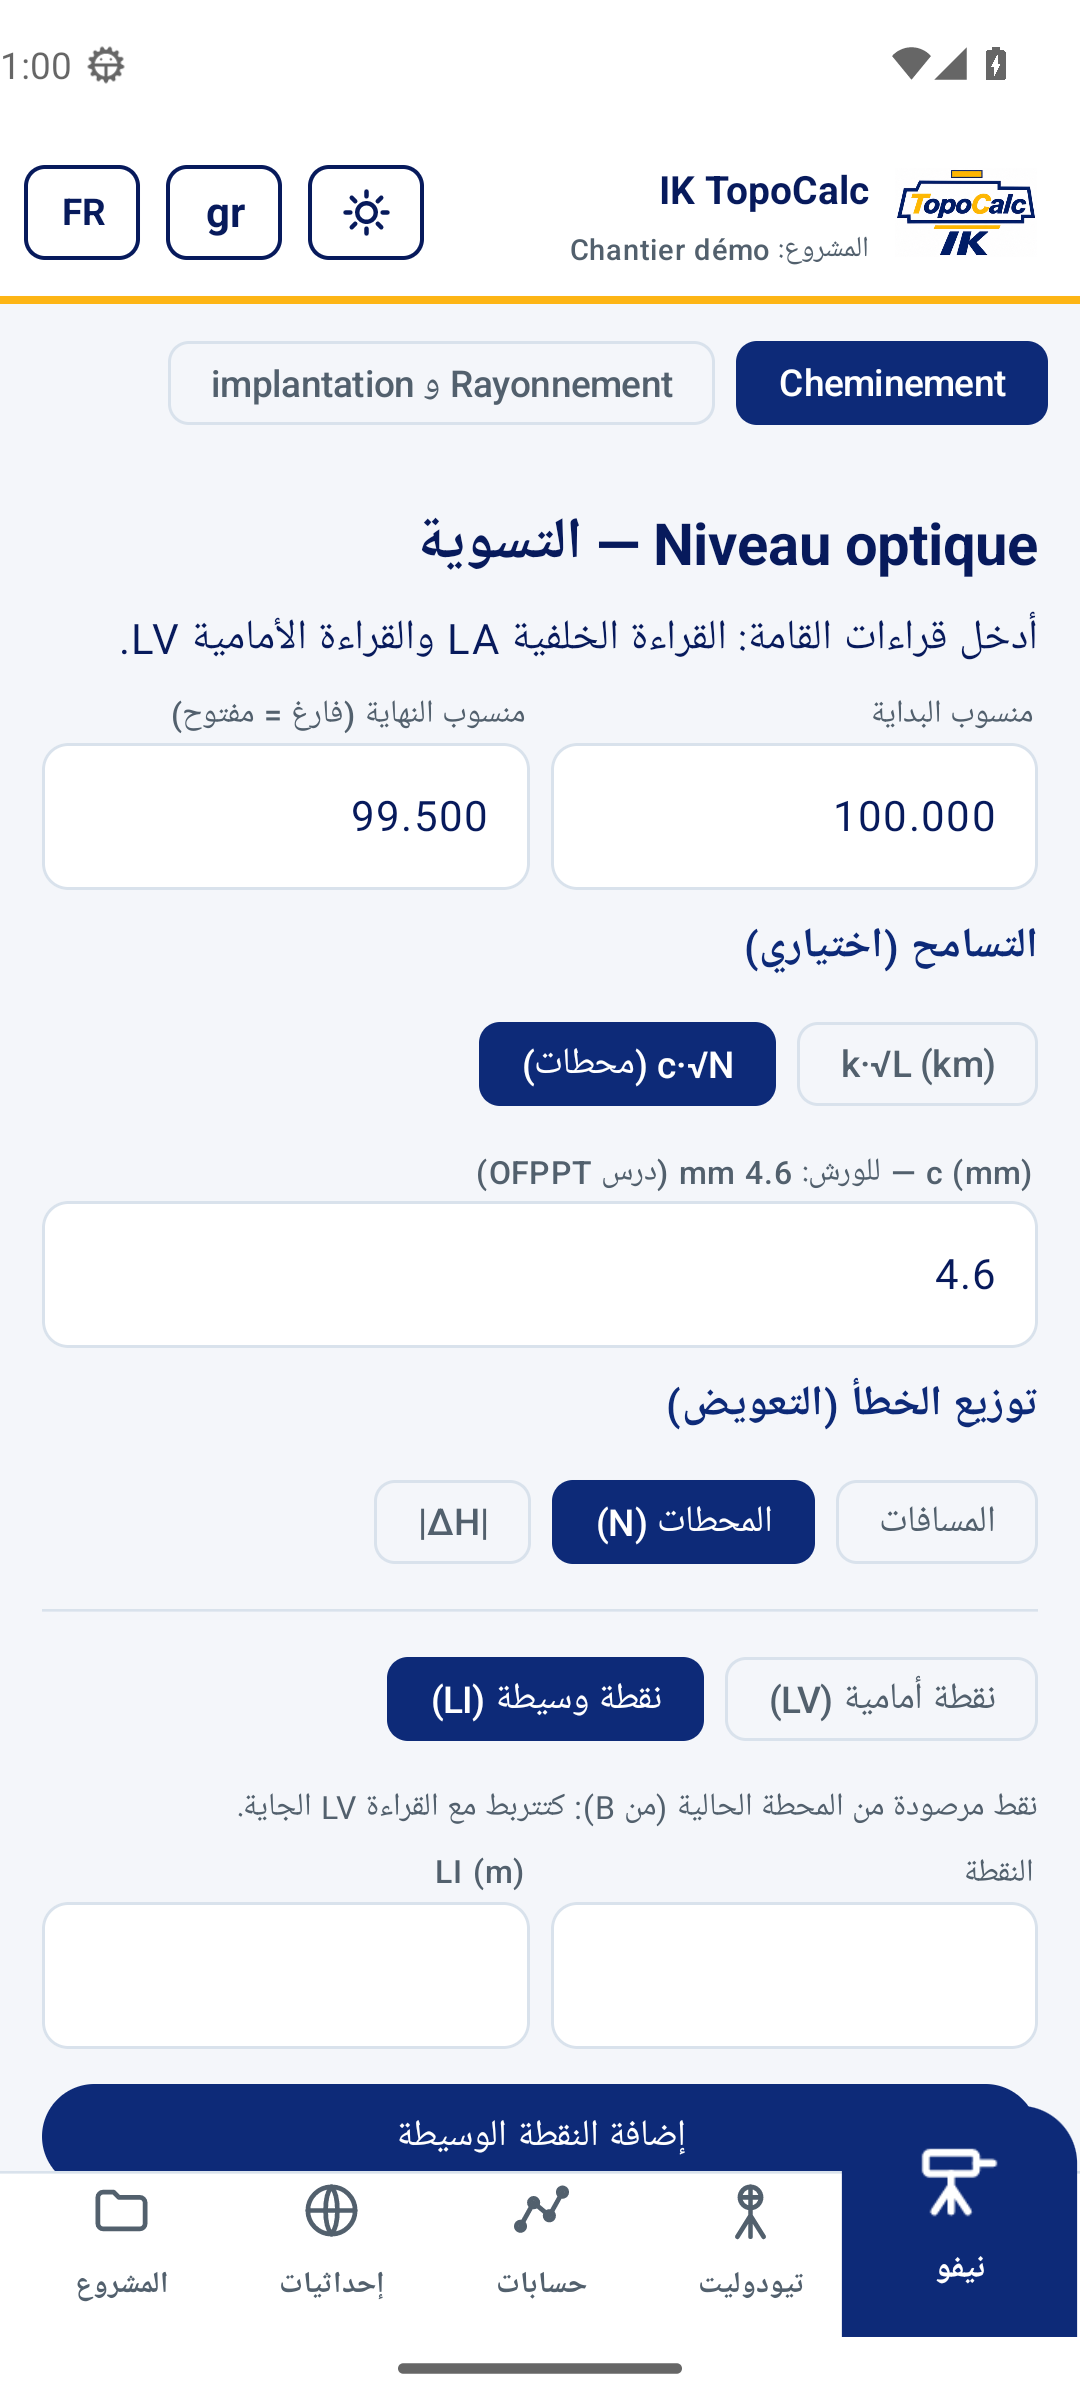 1:00
FR
gr
IK TopoCalc
المشروع: Chantier démo
TopoCalc
IK
Cheminement
Rayonnement و implantation
Niveau optique — التسوية
أدخل قراءات القامة: القراءة الخلفية LA والقراءة الأمامية LV.
منسوب البداية
منسوب النهاية (فارغ = مفتوح)
100.000
99.500
التسامح (اختياري)
k·√L (km)
c·√N (محطات)
c (mm) — للورش: 4.6 mm (درس OFPPT)
4.6
توزيع الخطأ (التعويض)
المسافات
المحطات (N)
|ΔH|
نقطة أمامية (LV)
نقطة وسيطة (LI)
نقط مرصودة من المحطة الحالية (من B): كتتربط مع القراءة LV الجاية.
النقطة
LI (m)
إضافة النقطة الوسيطة
نيفو
تيودوليت
حسابات
إحداثيات
المشروع